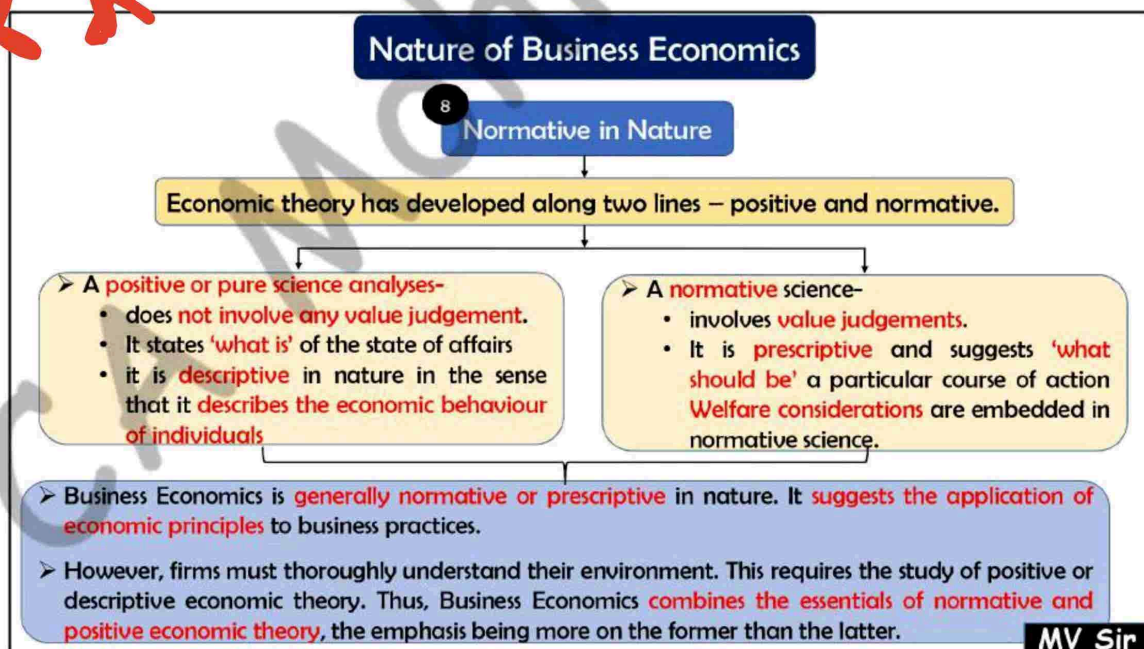 Nature of Business Economics
8
Normative in Nature
Economic theory has developed along two lines – positive and normative.
➢ A positive or pure science analyses-
• does not involve any value judgement.
• It states ‘what is’ of the state of affairs
• it is descriptive in nature in the sense
that it describes the economic behaviour
of individuals
➢ A normative science-
• involves value judgements.
• It is prescriptive and suggests ‘what
should be’ a particular course of action
Welfare considerations are embedded in
normative science.
➢ Business Economics is generally normative or prescriptive in nature. It suggests the application of
economic principles to business practices.
➢ However, firms must thoroughly understand their environment. This requires the study of positive or
descriptive economic theory. Thus, Business Economics combines the essentials of normative and
positive economic theory, the emphasis being more on the former than the latter.
MV Sir
CA Moh